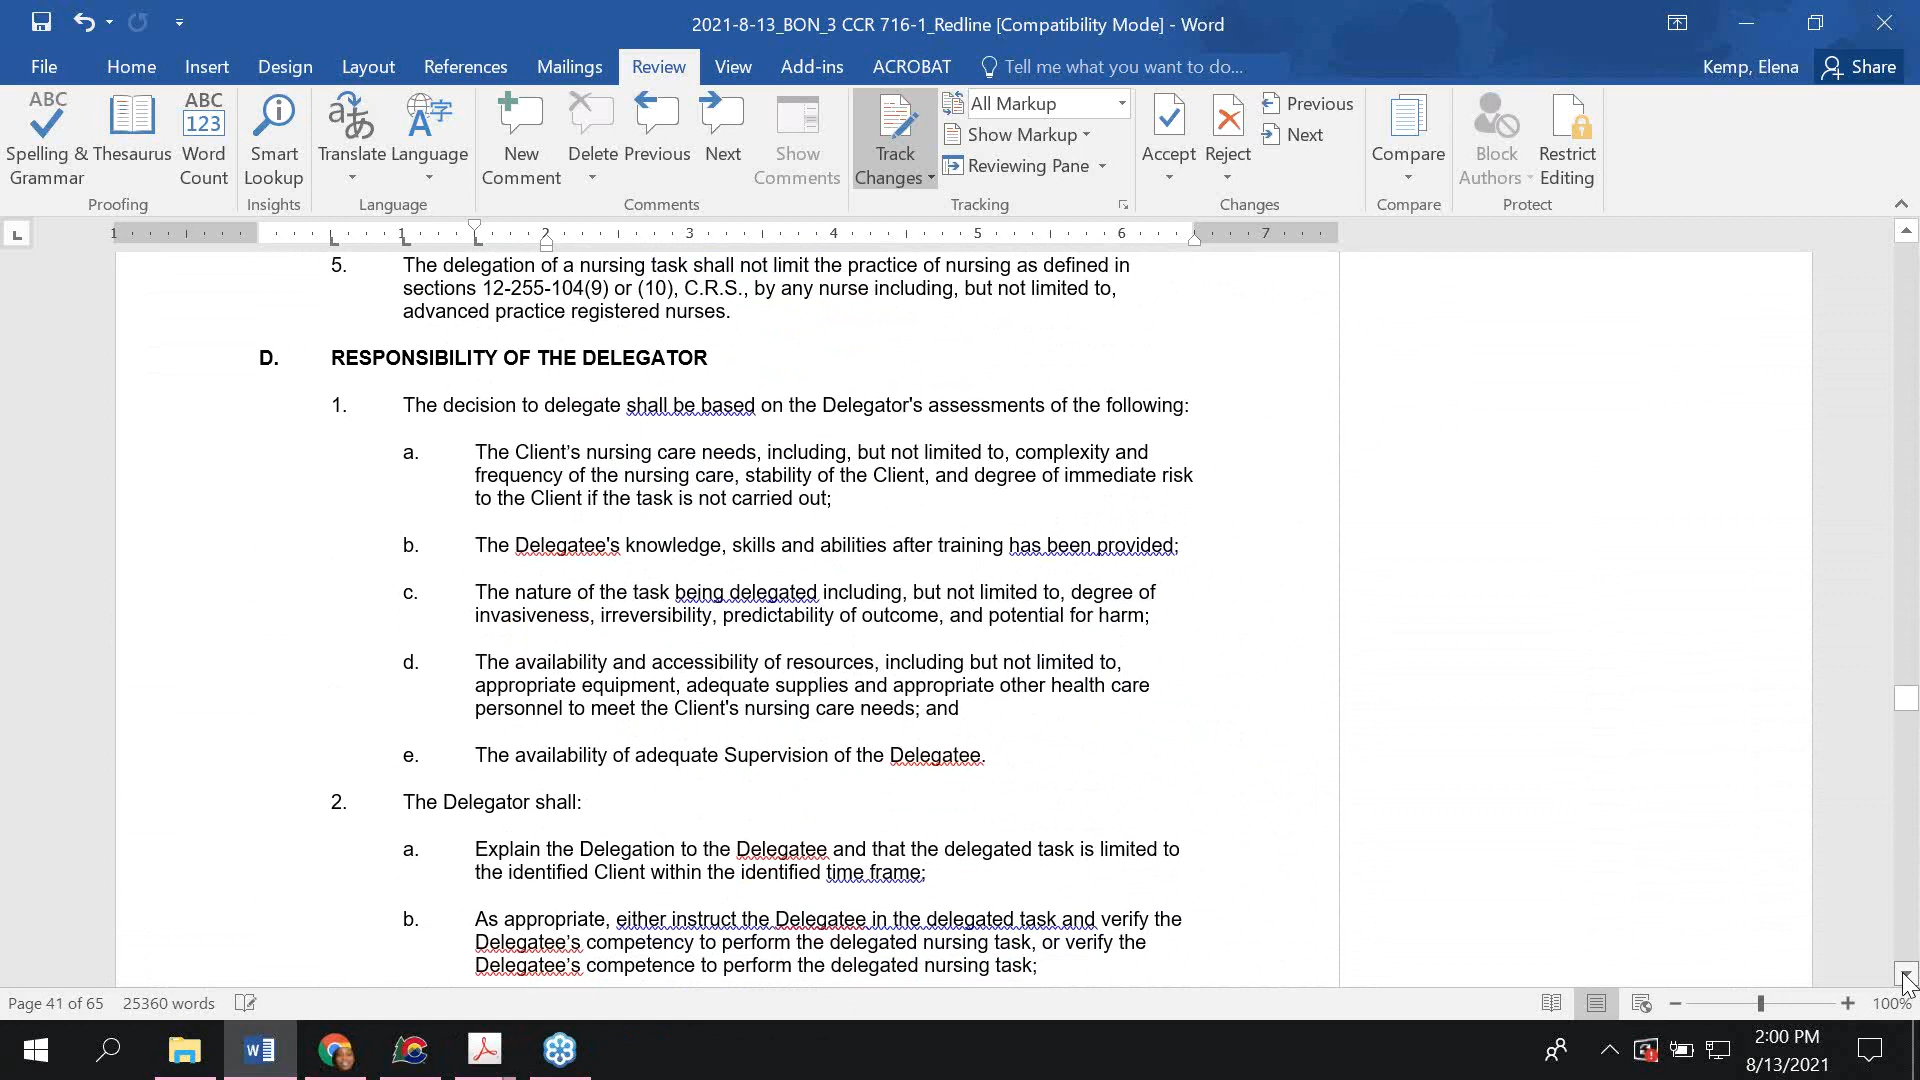 2021-8-13_BON_3 CCR 716-1_Redline [Compatibility Mode] - Word
File Home Insert Design Layout References Mailings Review View Add-ins ACROBAT Tell me what you want to do... Kemp, Elena Share
ABC
Spelling & Grammar
Thesaurus
ABC 123
Word Count
Smart Lookup
Translate
Language
New Comment
Delete
Previous
Next
Show Comments
Track Changes
All Markup
Show Markup
Reviewing Pane
Accept
Reject
Previous
Next
Compare
Block Authors
Restrict Editing
Proofing Insights Language Comments Tracking Changes Compare Protect
1 1 2 3 4 5 6 7
5. The delegation of a nursing task shall not limit the practice of nursing as defined in
sections 12-255-104(9) or (10), C.R.S., by any nurse including, but not limited to,
advanced practice registered nurses.
D. RESPONSIBILITY OF THE DELEGATOR
1. The decision to delegate shall be based on the Delegator's assessments of the following:
a. The Client’s nursing care needs, including, but not limited to, complexity and
frequency of the nursing care, stability of the Client, and degree of immediate risk
to the Client if the task is not carried out;
b. The Delegatee's knowledge, skills and abilities after training has been provided;
c. The nature of the task being delegated including, but not limited to, degree of
invasiveness, irreversibility, predictability of outcome, and potential for harm;
d. The availability and accessibility of resources, including but not limited to,
appropriate equipment, adequate supplies and appropriate other health care
personnel to meet the Client's nursing care needs; and
e. The availability of adequate Supervision of the Delegatee.
2. The Delegator shall:
a. Explain the Delegation to the Delegatee and that the delegated task is limited to
the identified Client within the identified time frame;
b. As appropriate, either instruct the Delegatee in the delegated task and verify the
Delegatee’s competency to perform the delegated nursing task, or verify the
Delegatee’s competence to perform the delegated nursing task;
Page 41 of 65 25360 words 100%
2:00 PM
8/13/2021